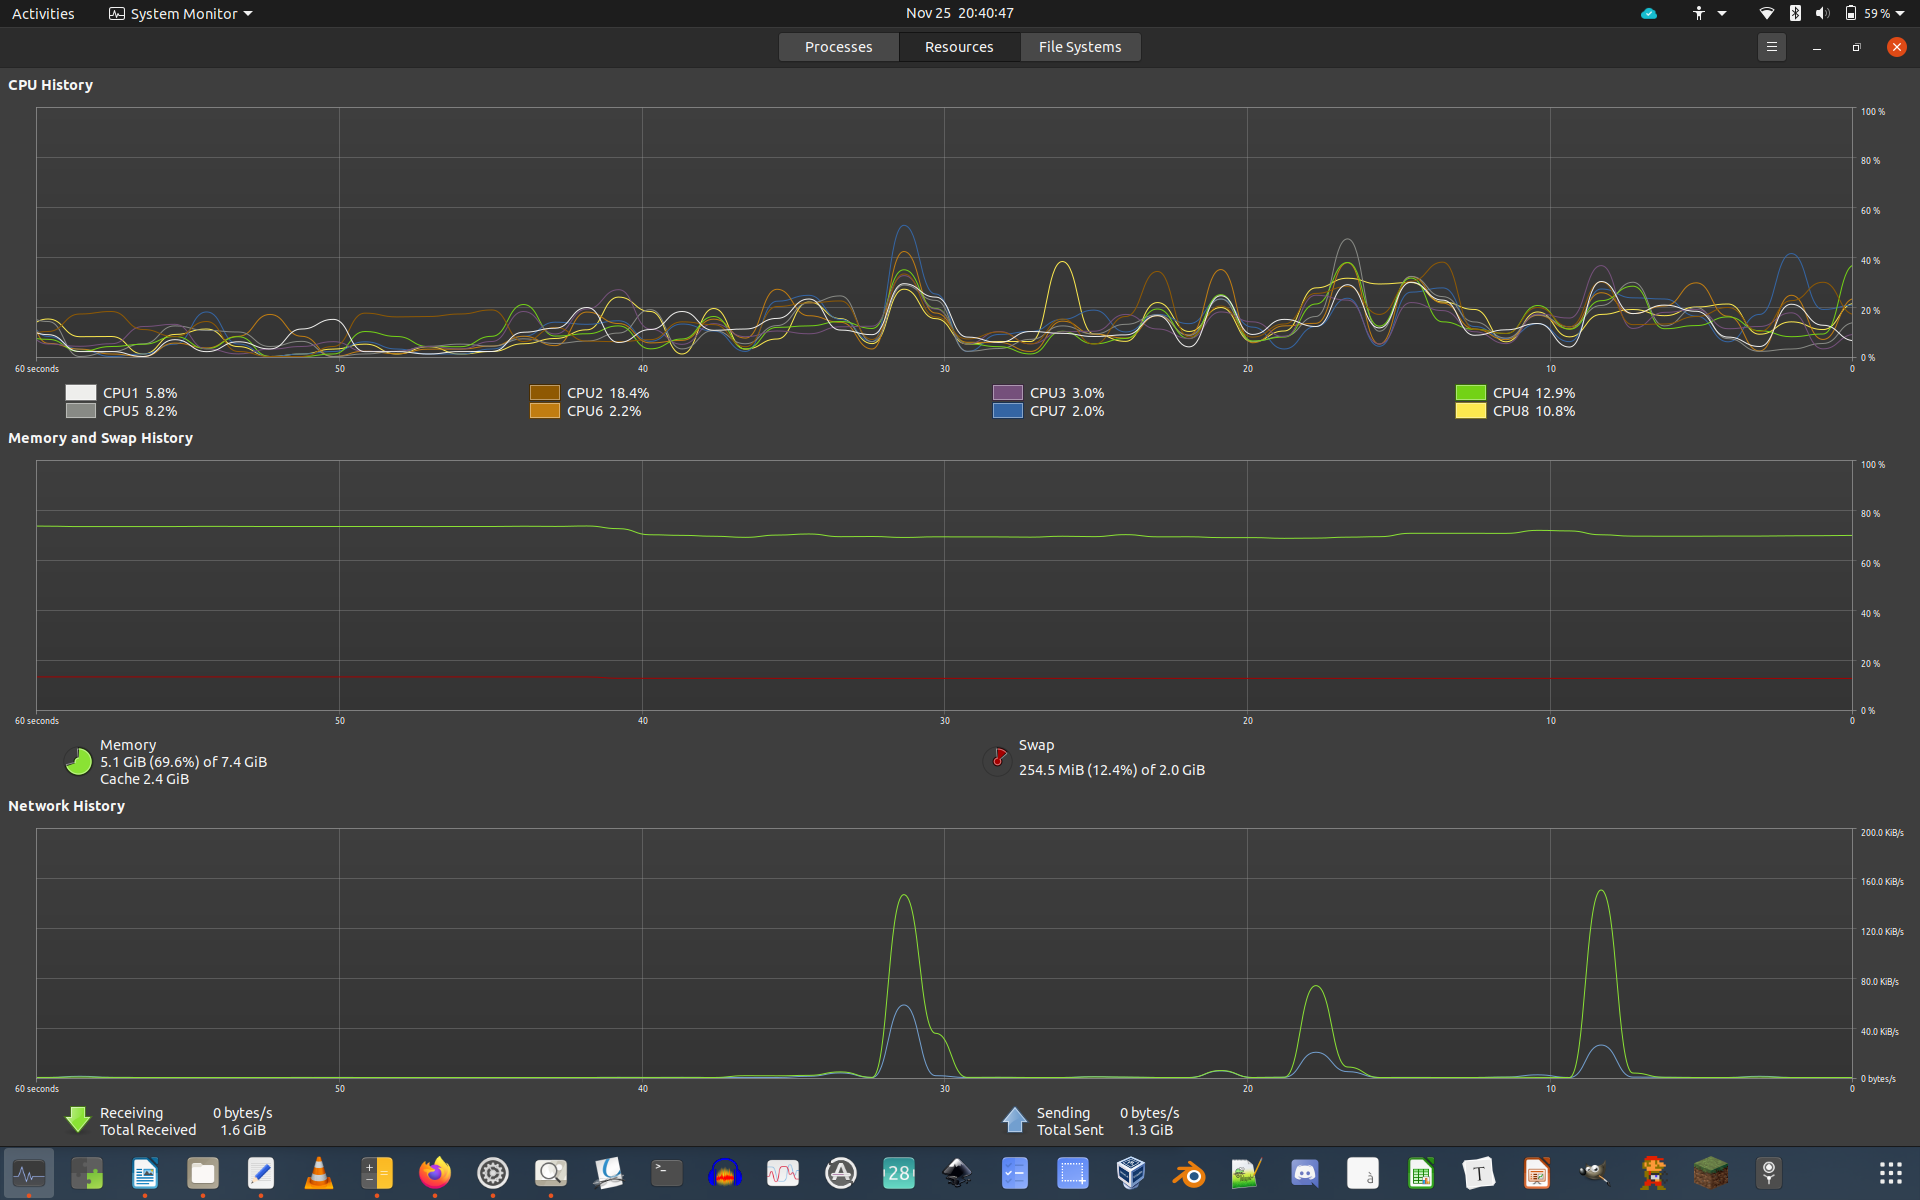 Activities System Monitor Nov 25 20:40:47 59 %
Processes Resources File Systems
CPU History
100 %
80 %
60 %
40 %
20 %
0 %
60 seconds 50 40 30 20 10 0
CPU1 5.8% CPU2 18.4% CPU3 3.0% CPU4 12.9%
CPU5 8.2% CPU6 2.2% CPU7 2.0% CPU8 10.8%
Memory and Swap History
100 %
80 %
60 %
40 %
20 %
0 %
60 seconds 50 40 30 20 10 0
Memory
5.1 GiB (69.6%) of 7.4 GiB
Cache 2.4 GiB
Swap
254.5 MiB (12.4%) of 2.0 GiB
Network History
200.0 KiB/s
160.0 KiB/s
120.0 KiB/s
80.0 KiB/s
40.0 KiB/s
0 bytes/s
60 seconds 50 40 30 20 10 0
Receiving 0 bytes/s
Total Received 1.6 GiB
Sending 0 bytes/s
Total Sent 1.3 GiB
28
à
T